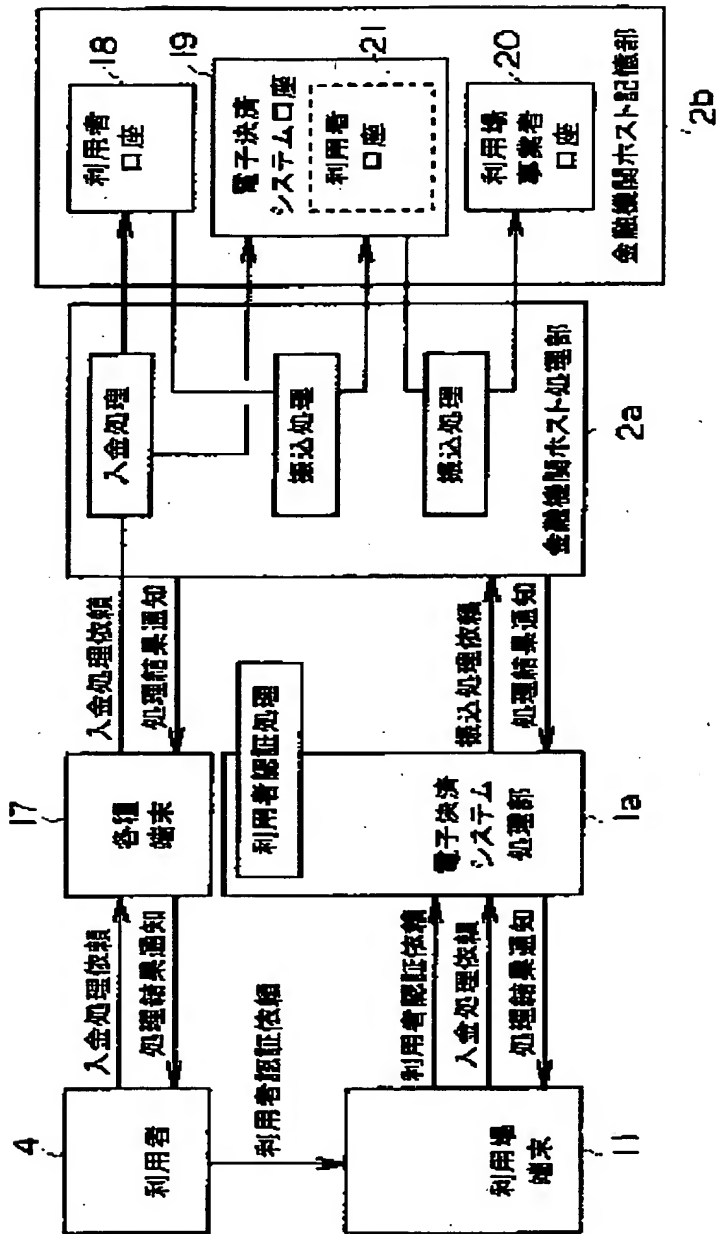 4
利用者
入金処理依頼
処理結果通知
利用者認証依頼
17
各種
端末
入金処理依頼
処理結果通知
11
利用場
端末
利用者認証依頼
入金処理依頼
処理結果通知
利用者認証処理
電子決済
システム
処理部
1a
振込処理依頼
処理結果通知
入金処理
振込処理
振込処理
金融機関ホスト処理部
2a
18
利用者
口座
19
電子決済
システム口座
21
利用者
口座
20
利用場
事業者
口座
金融機関ホスト記憶部
2b